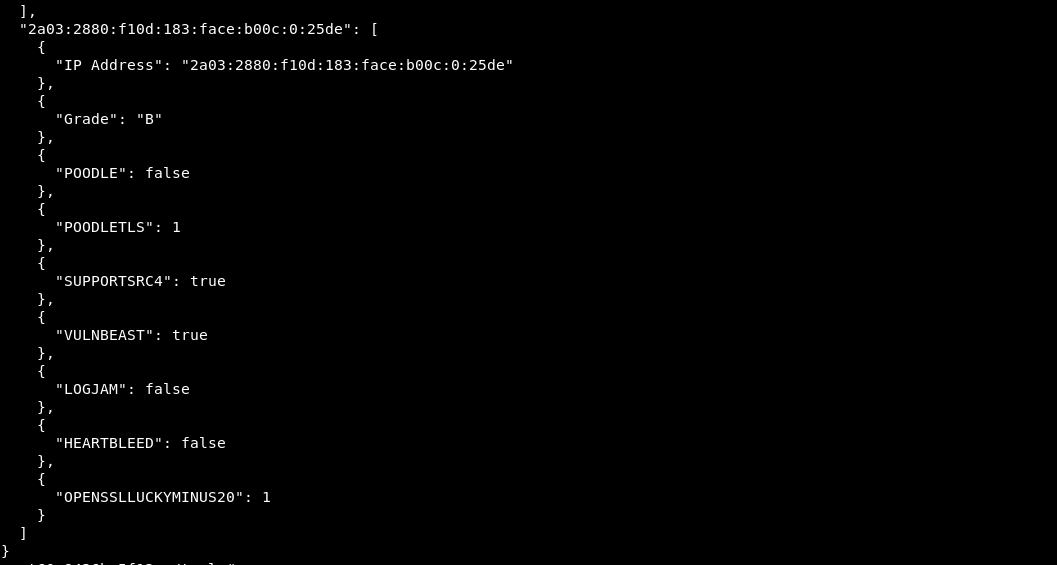 ],
"2a03:2880:f10d:183:face:b00c:0:25de": [
{
"IP Address": "2a03:2880:f10d:183:face:b00c:0:25de"
},
{
"Grade": "B"
},
{
"POODLE": false
},
{
"POODLETLS": 1
},
{
"SUPPORTSRC4": true
},
{
"VULNBEAST": true
},
{
"LOGJAM": false
},
{
"HEARTBLEED": false
},
{
"OPENSSLLUCKYMINUS20": 1
}
]
}